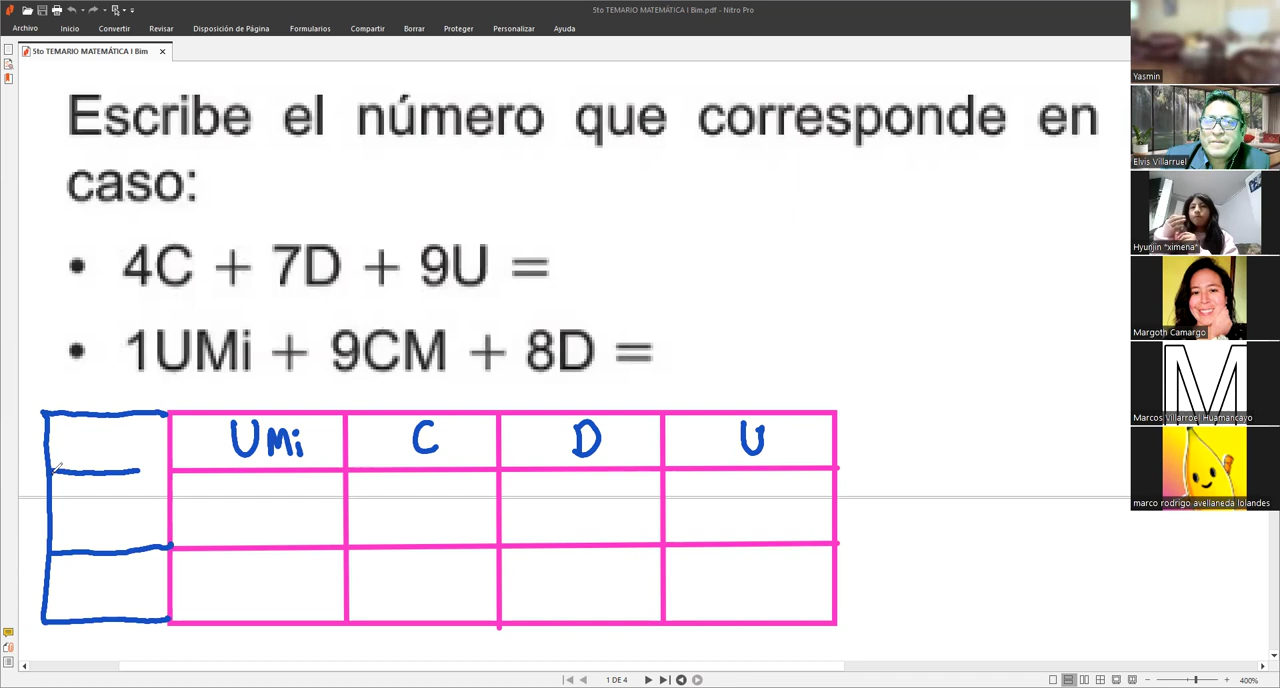 5to TEMARIO MATEMÁTICA I Bim.pdf - Nitro Pro
Archivo Inicio Convertir Revisar Disposición de Página Formularios Compartir Borrar Proteger Personalizar Ayuda
5to TEMARIO MATEMÁTICA I Bim
Escribe el número que corresponde en
caso:
• 4C + 7D + 9U =
• 1UMi + 9CM + 8D =
UMi C D U
Yasmin
Elvis Villarruel
Hyunjin "ximena"
Margoth Camargo
M
Marcos Villarroel Huamancayo
marco rodrigo avellaneda lolandes
1 DE 4
400%